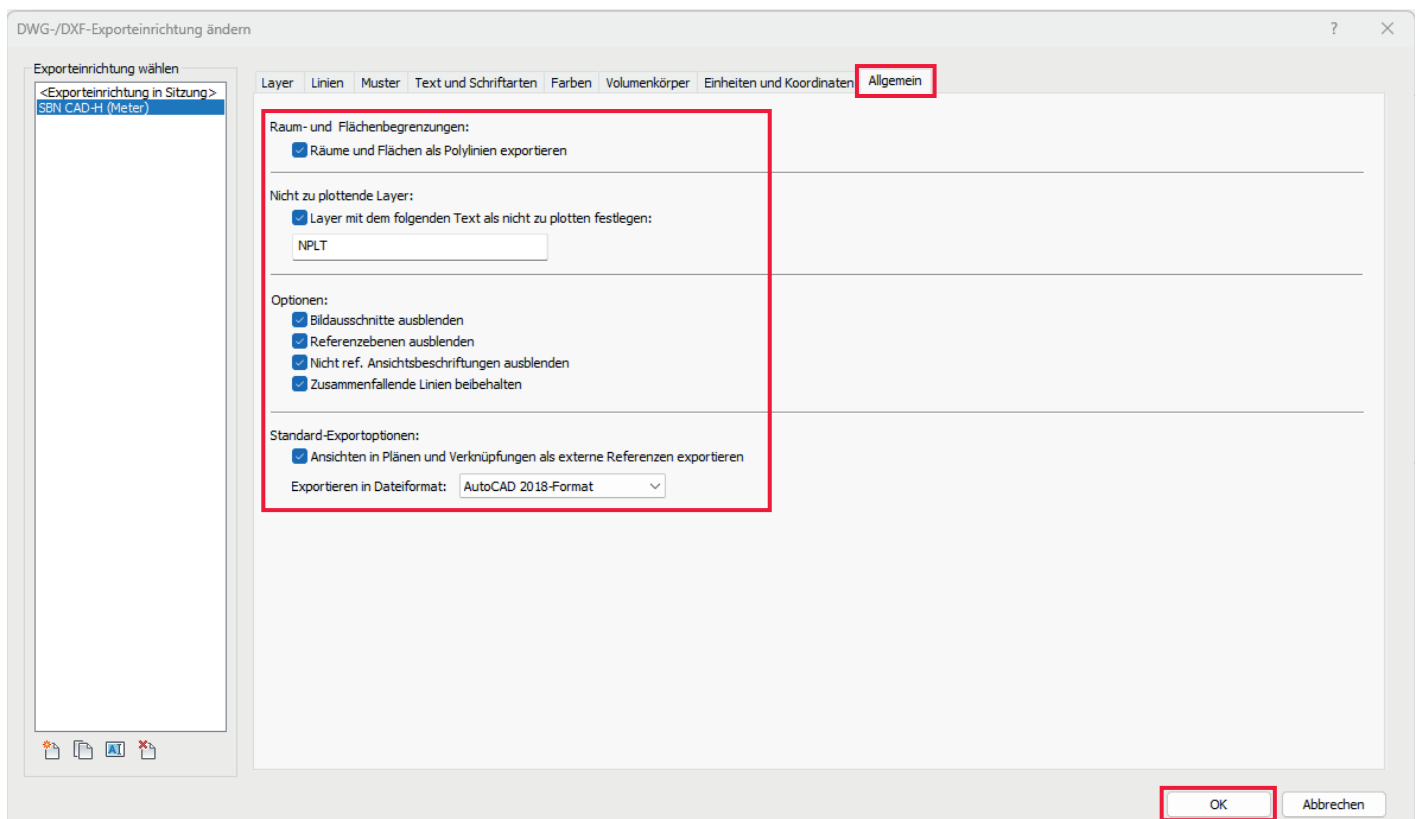 DWG-/DXF-Exporteinrichtung ändern
Exporteinrichtung wählen
<Exporteinrichtung in Sitzung>
SBN CAD-H (Meter)
Layer Linien Muster Text und Schriftarten Farben Volumenkörper Einheiten und Koordinaten Allgemein
Raum- und Flächenbegrenzungen:
Räume und Flächen als Polylinien exportieren
Nicht zu plottende Layer:
Layer mit dem folgenden Text als nicht zu plotten festlegen:
NPLT
Optionen:
Bildausschnitte ausblenden
Referenzebenen ausblenden
Nicht ref. Ansichtsbeschriftungen ausblenden
Zusammenfallende Linien beibehalten
Standard-Exportoptionen:
Ansichten in Plänen und Verknüpfungen als externe Referenzen exportieren
Exportieren in Dateiformat: AutoCAD 2018-Format
OK Abbrechen